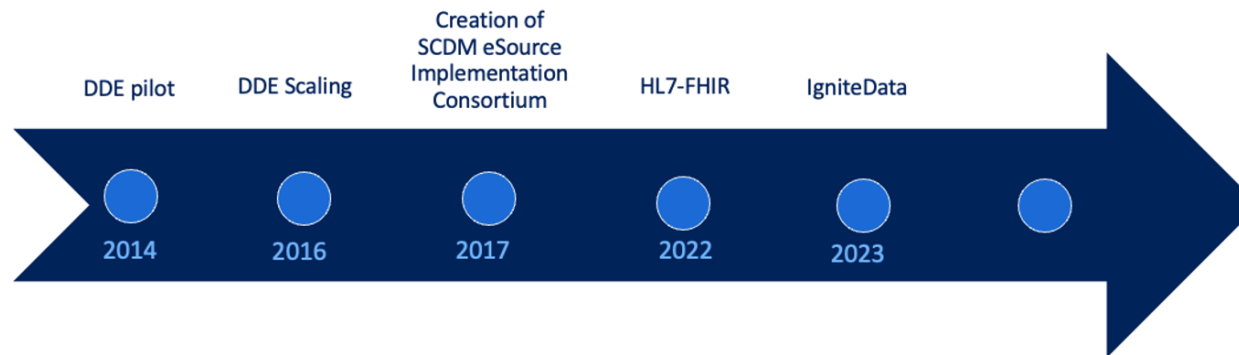 Creation of
SCDM eSource
Implementation
Consortium
DDE pilot
DDE Scaling
HL7-FHIR
IgniteData
2014
2016
2017
2022
2023